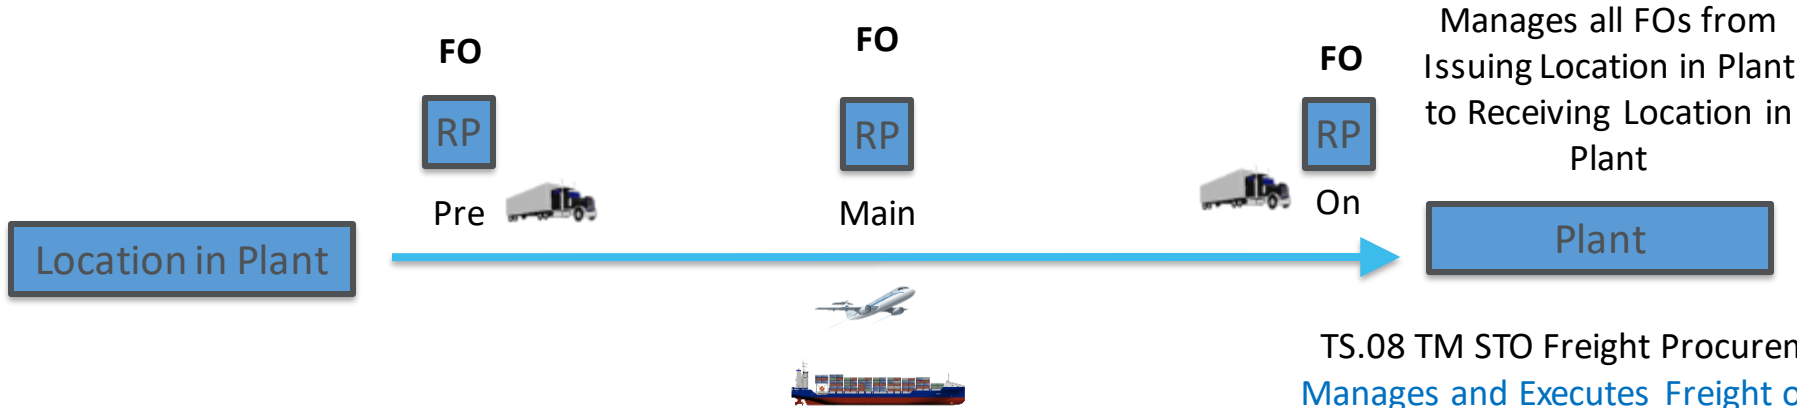 FO
FO
FO
Manages all FOs from
Issuing Location in Plant
to Receiving Location in
Plant
RP
RP
RP
Pre
Main
On
Location in Plant
Plant
TS.08 TM STO Freight
Manages and Executes Freight